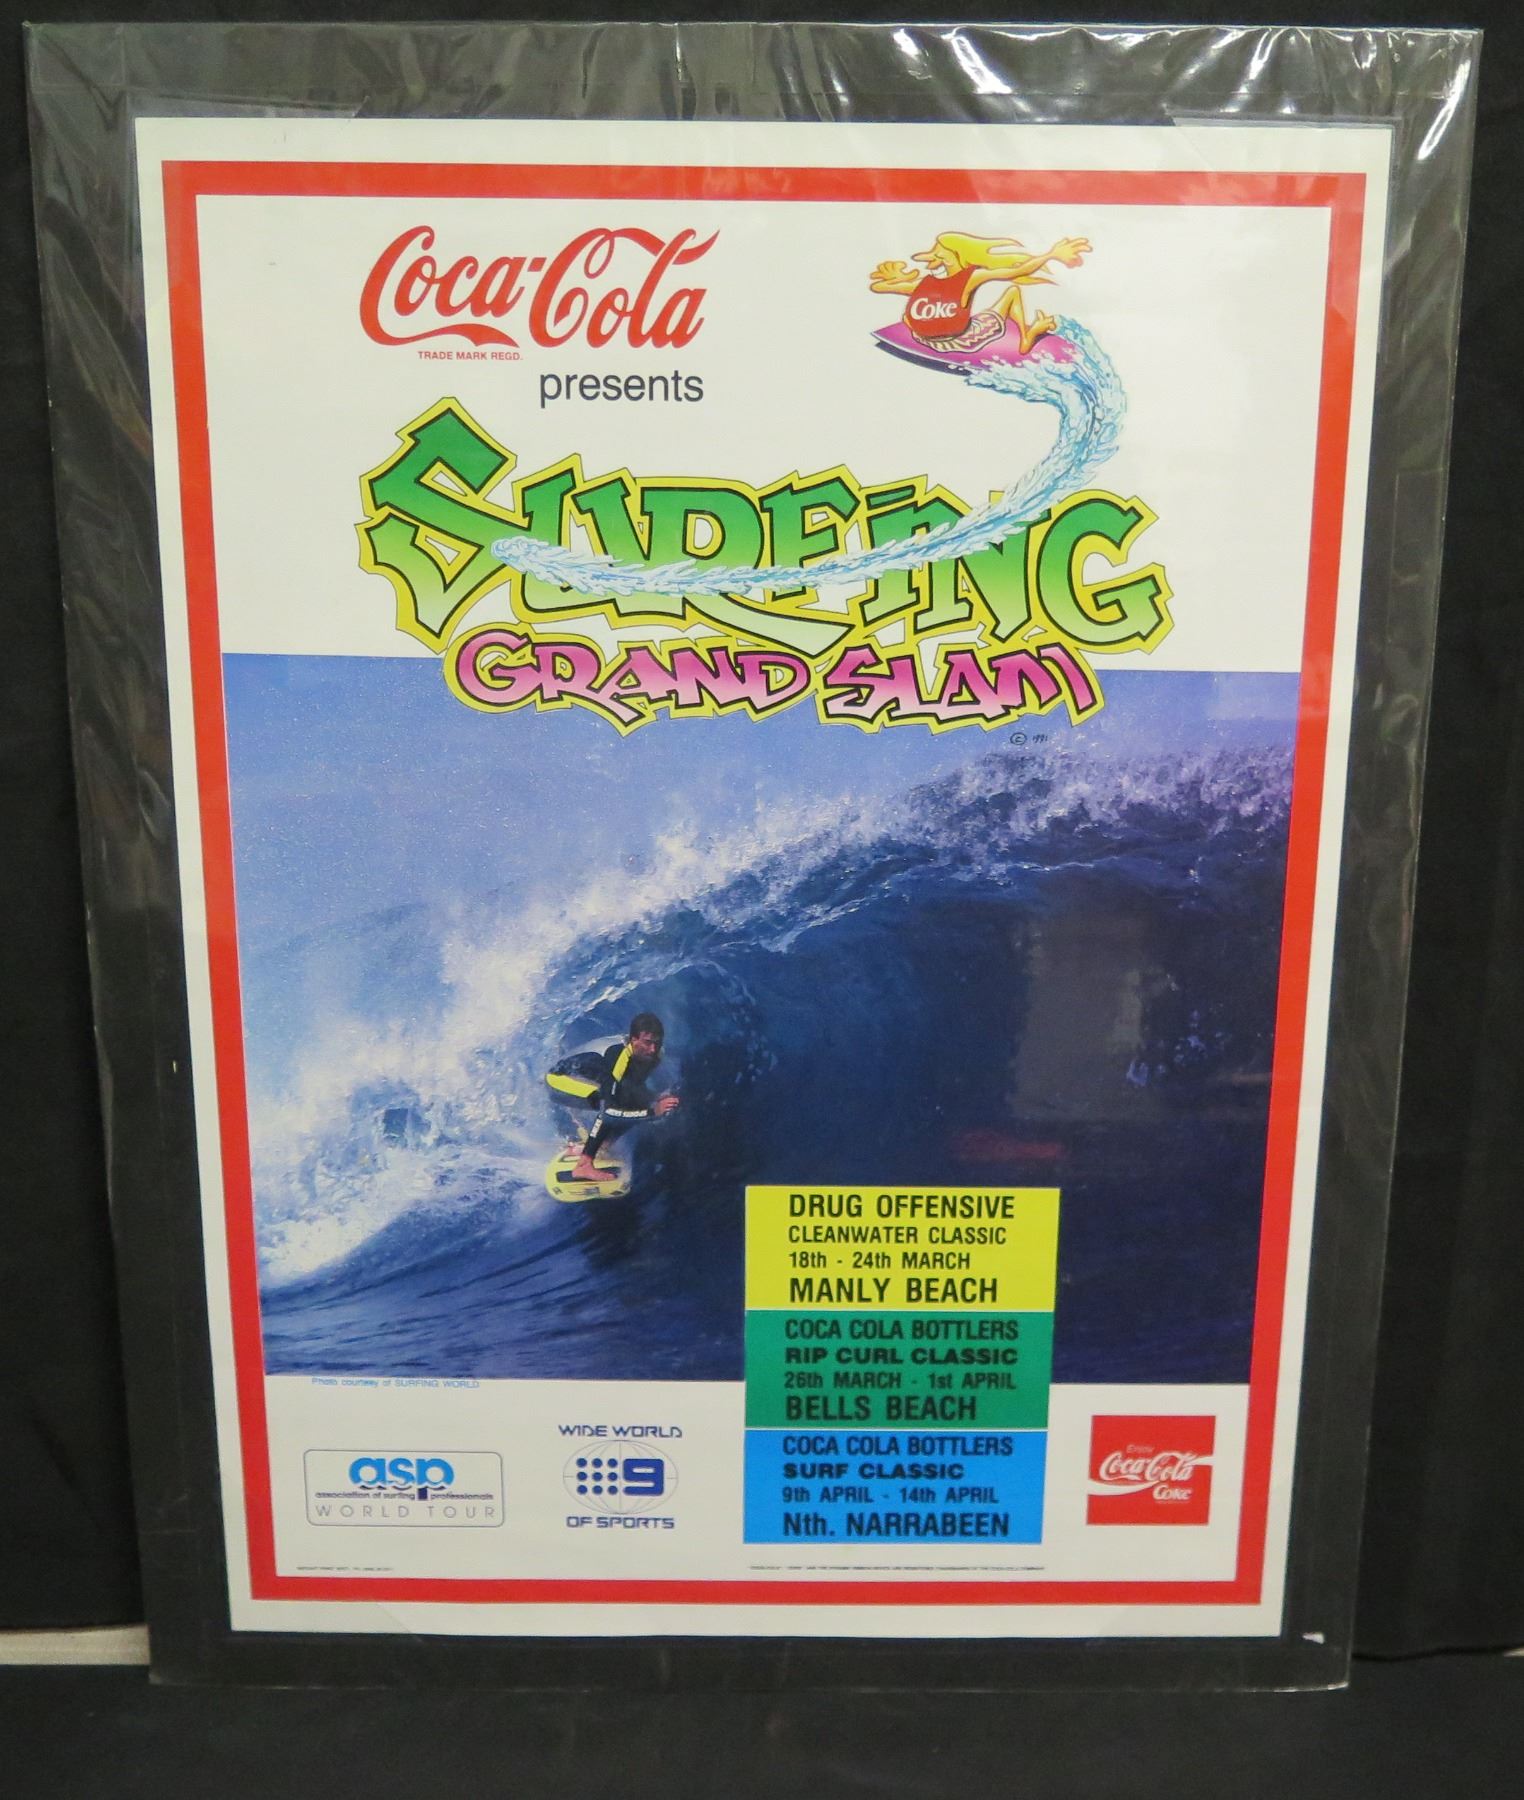 Coca-Cola
TRADE MARK REGD.
presents
Coke
SURFING
GRAND SLAM
© 1991
DRUG OFFENSIVE
CLEANWATER CLASSIC
18th - 24th MARCH
MANLY BEACH
COCA COLA BOTTLERS
RIP CURL CLASSIC
26th MARCH - 1st APRIL
BELLS BEACH
COCA COLA BOTTLERS
SURF CLASSIC
9th APRIL - 14th APRIL
Nth. NARRABEEN
Photo courtesy of SURFING WORLD
asp
association of surfing professionals
WORLD TOUR
WIDE WORLD
9
OF SPORTS
Enjoy
Coca-Cola
Coke